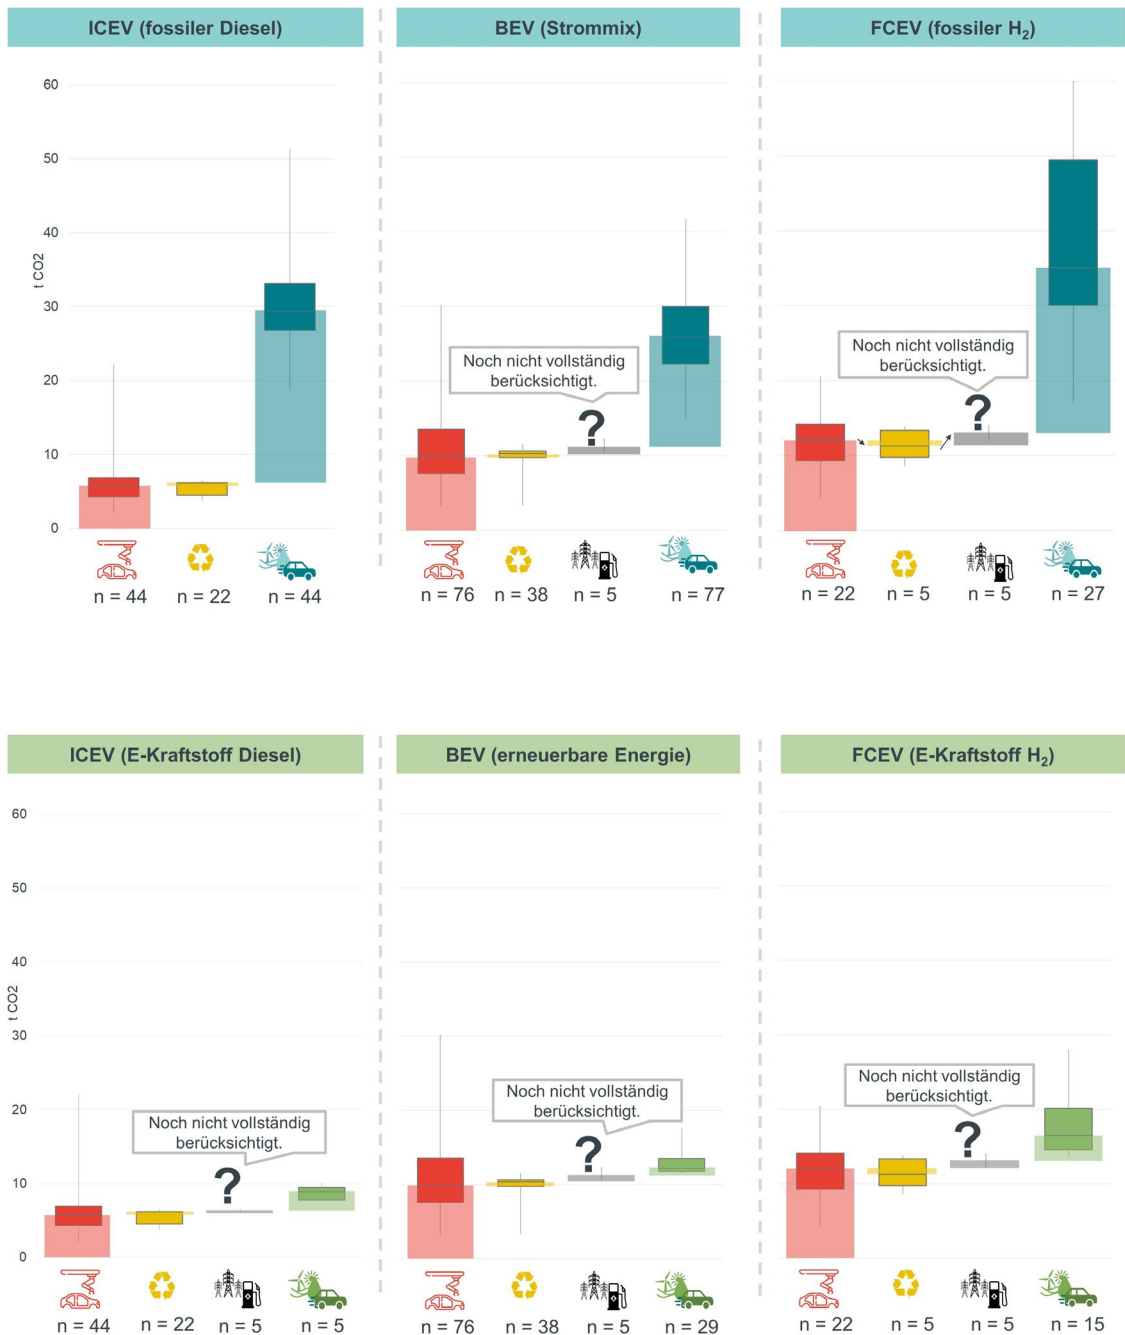 ICEV (fossiler Diesel)
BEV (Strommix)
FCEV (fossiler H₂)
60
50
40
30
20
10
0
t CO2
Noch nicht vollständig
berücksichtigt.
?
Noch nicht vollständig
berücksichtigt.
?
n = 44
n = 22
n = 44
n = 76
n = 38
n = 5
n = 77
n = 22
n = 5
n = 5
n = 27
ICEV (E-Kraftstoff Diesel)
BEV (erneuerbare Energie)
FCEV (E-Kraftstoff H₂)
60
50
40
30
20
10
0
t CO2
Noch nicht vollständig
berücksichtigt.
?
Noch nicht vollständig
berücksichtigt.
?
Noch nicht vollständig
berücksichtigt.
?
n = 44
n = 22
n = 5
n = 5
n = 76
n = 38
n = 5
n = 29
n = 22
n = 5
n = 5
n = 15